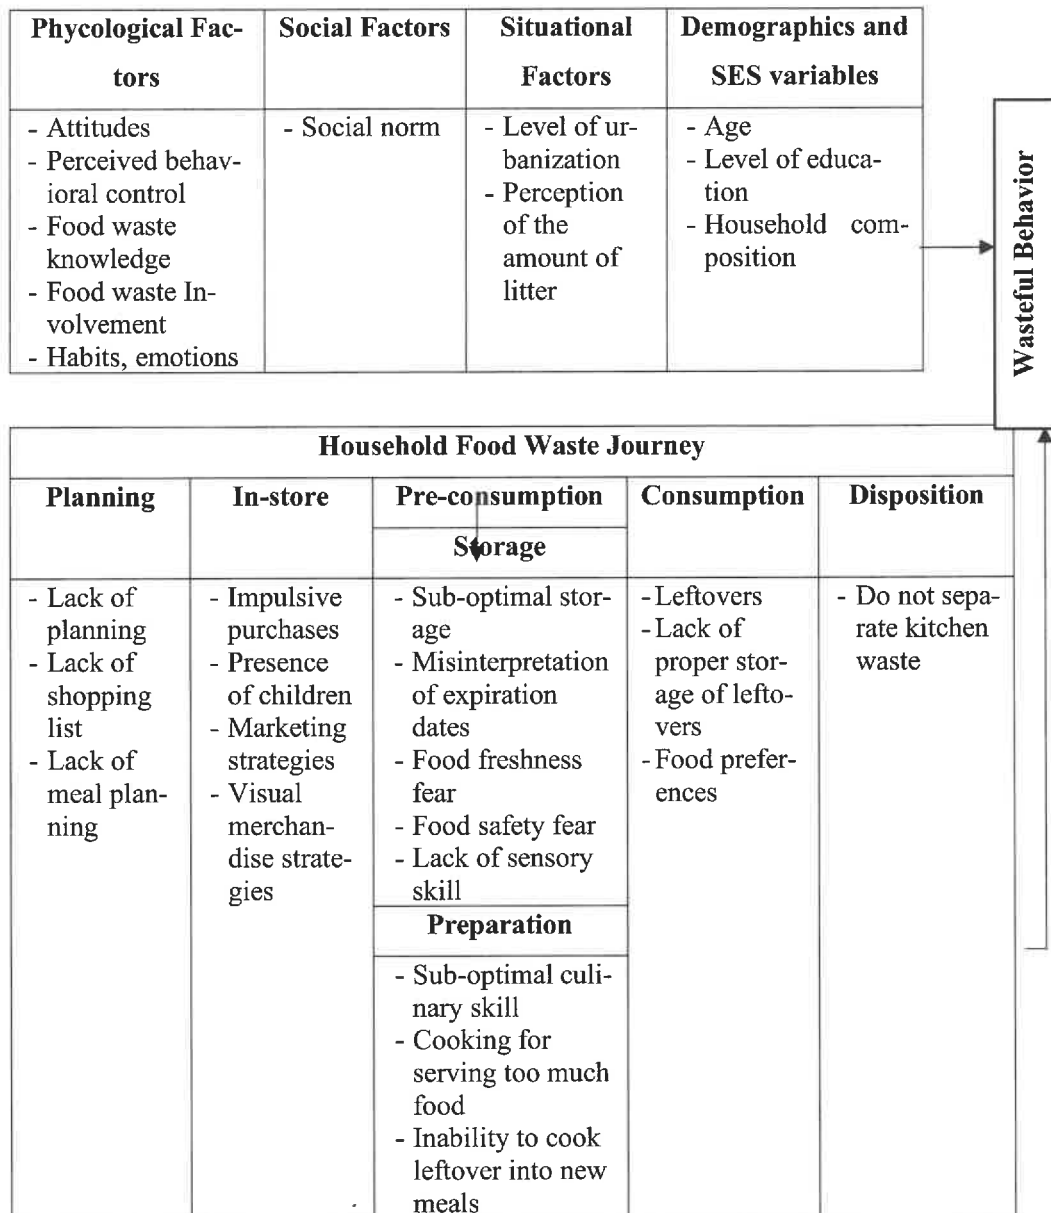 Phycological Fac-
tors
Social Factors
Situational
Factors
Demographics and
SES variables
- Attitudes
- Perceived behav-
ioral control
- Food waste
knowledge
- Food waste In-
volvement
- Habits, emotions
- Social norm
- Level of ur-
banization
- Perception
of the
amount of
litter
- Age
- Level of educa-
tion
- Household com-
position
Wasteful Behavior
Household Food Waste Journey
Planning
In-store
Pre-consumption
Consumption
Disposition
Storage
- Lack of
planning
- Lack of
shopping
list
- Lack of
meal plan-
ning
- Impulsive
purchases
- Presence
of children
- Marketing
strategies
- Visual
merchan-
dise strate-
gies
- Sub-optimal stor-
age
- Misinterpretation
of expiration
dates
- Food freshness
fear
- Food safety fear
- Lack of sensory
skill
Preparation
- Sub-optimal culi-
nary skill
- Cooking for
serving too much
food
- Inability to cook
leftover into new
meals
- Leftovers
- Lack of
proper stor-
age of lefto-
vers
- Food prefer-
ences
- Do not sepa-
rate kitchen
waste